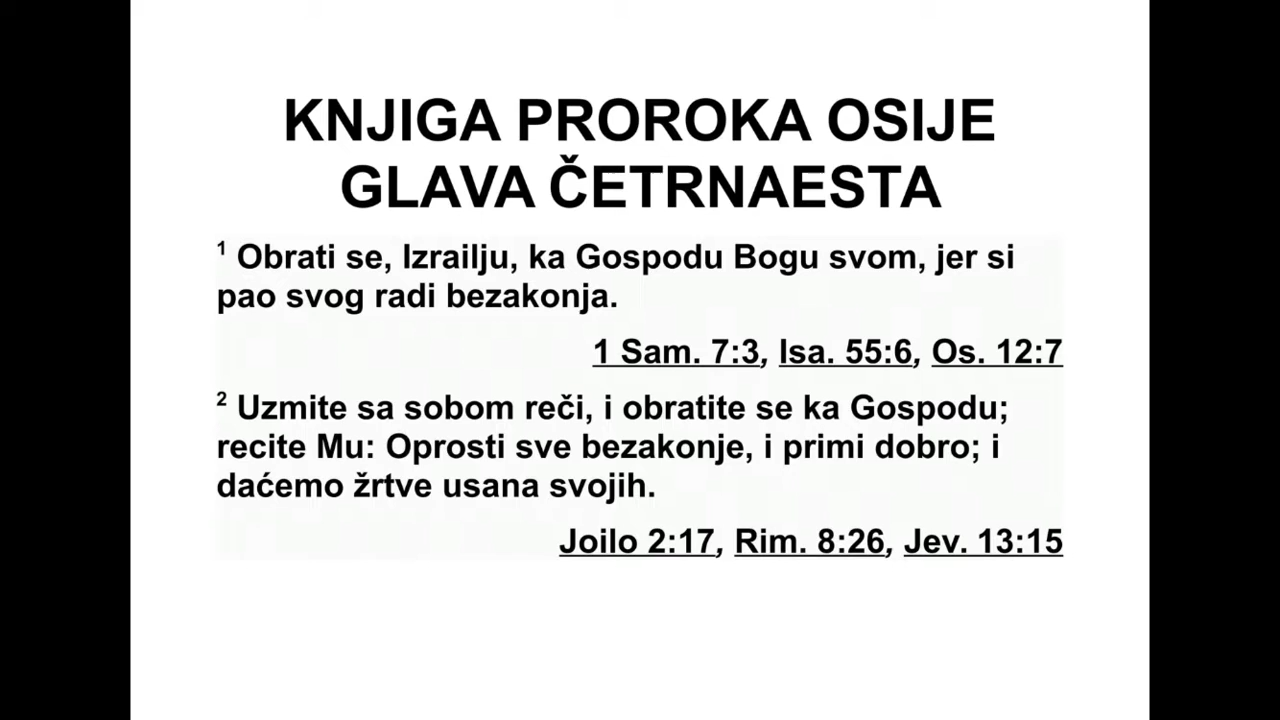 KNJIGA PROROKA OSIJE
GLAVA ČETRNAESTA
1 Obrati se, Izrailju, ka Gospodu Bogu svom, jer si
pao svog radi bezakonja.
1 Sam. 7:3, Isa. 55:6, Os. 12:7
2 Uzmite sa sobom reči, i obratite se ka Gospodu;
recite Mu: Oprosti sve bezakonje, i primi dobro; i
daćemo žrtve usana svojih.
Joilo 2:17, Rim. 8:26, Jev. 13:15